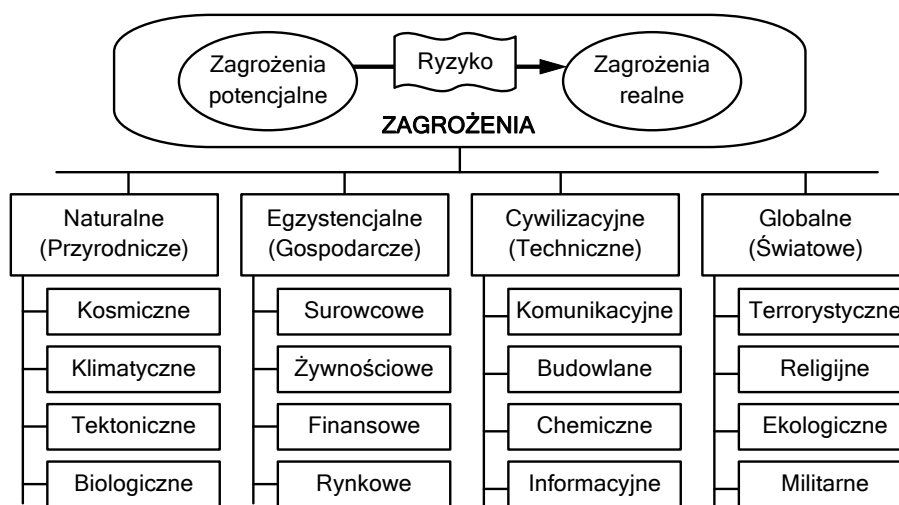 Zagrożenia
potencjalne
Ryzyko
Zagrożenia
realne
ZAGROŻENIA
Naturalne
(Przyrodnicze)
Egzystencjalne
(Gospodarcze)
Cywilizacyjne
(Techniczne)
Globalne
(Światowe)
Kosmiczne
Surowcowe
Komunikacyjne
Terrorystyczne
Klimatyczne
Żywnościowe
Budowlane
Religijne
Tektoniczne
Finansowe
Chemiczne
Ekologiczne
Biologiczne
Rynkowe
Informacyjne
Militarne